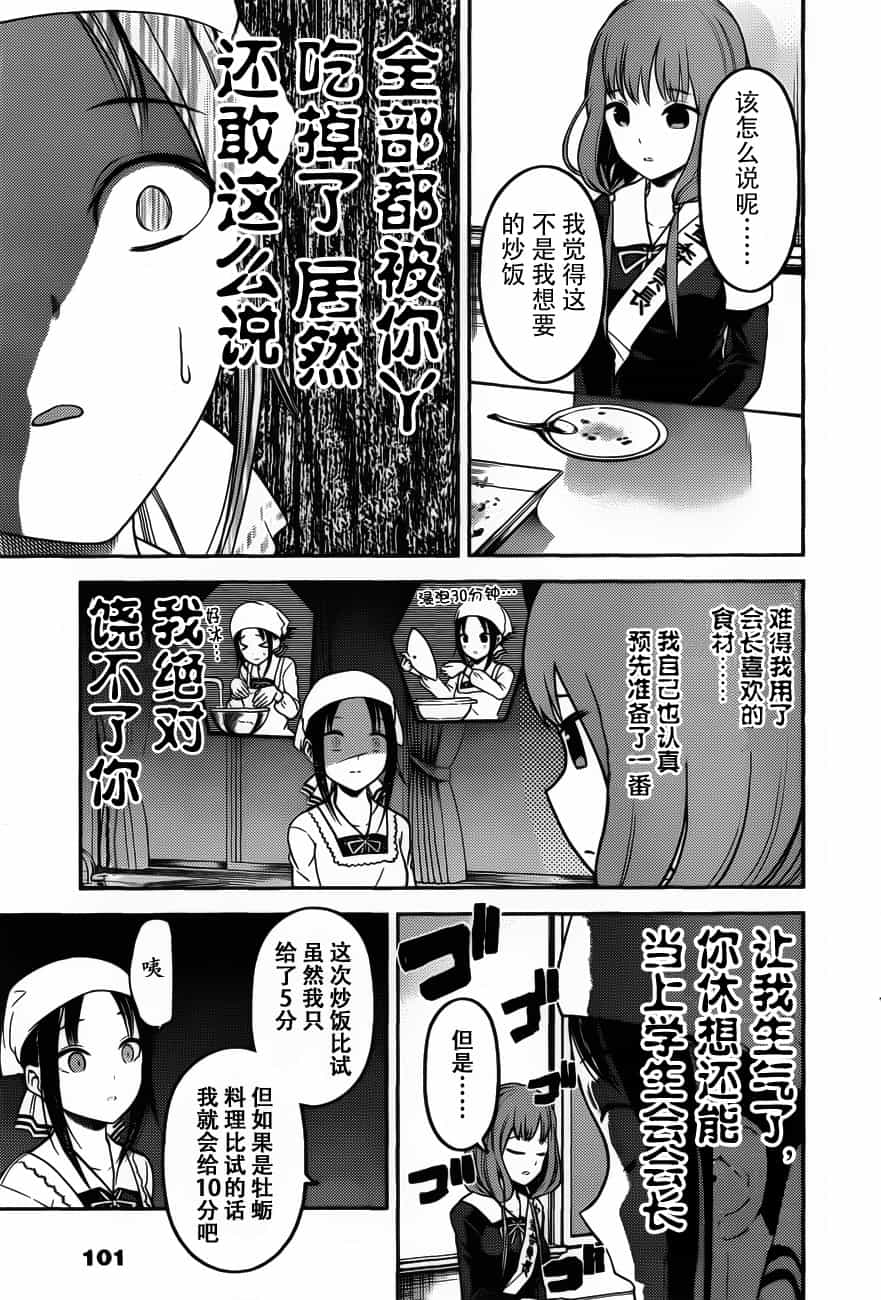 该怎么说呢……
我觉得这
不是我想要
的炒饭
全部都被你丫
吃掉了 居然
还敢这么说
难得我用了
会长喜欢的
食材……
我自己也认真
预先准备了一番
浸泡30分钟…
好冰…
我绝对
饶不了你
让我生气了,
你休想还能
当上学生会会长
但是……
这次炒饭比试
虽然我只
给了5分
但如果是牡蛎
料理比试的话
我就会给10分吧
咦
ゴゴゴゴ
101